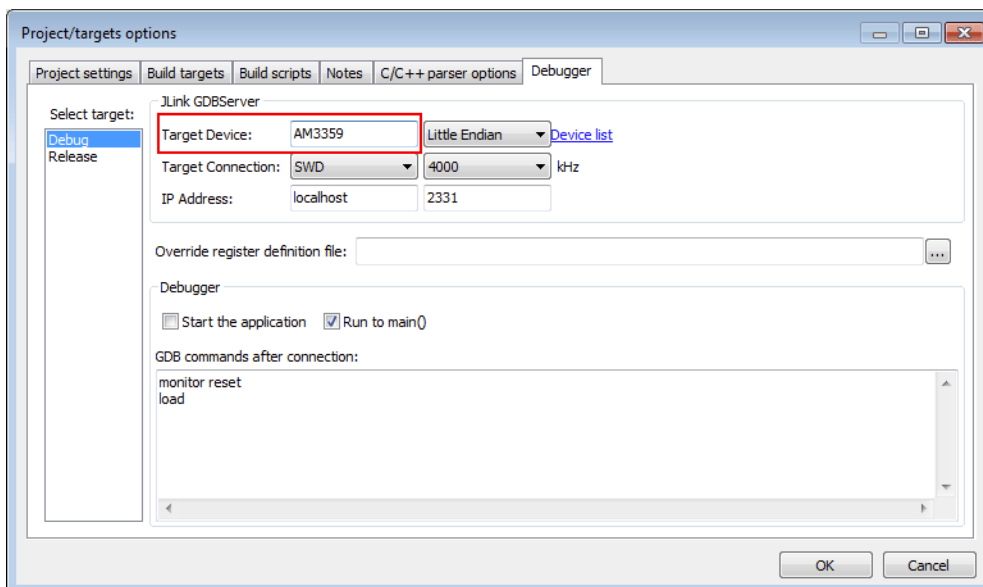 Project/targets options
Project settings Build targets Build scripts Notes C/C++ parser options Debugger
Select target:
Debug
Release
JLink GDBServer
Target Device: AM3359 Little Endian Device list
Target Connection: SWD 4000 kHz
IP Address: localhost 2331
Override register definition file: ...
Debugger
Start the application Run to main()
GDB commands after connection:
monitor reset
load
OK Cancel